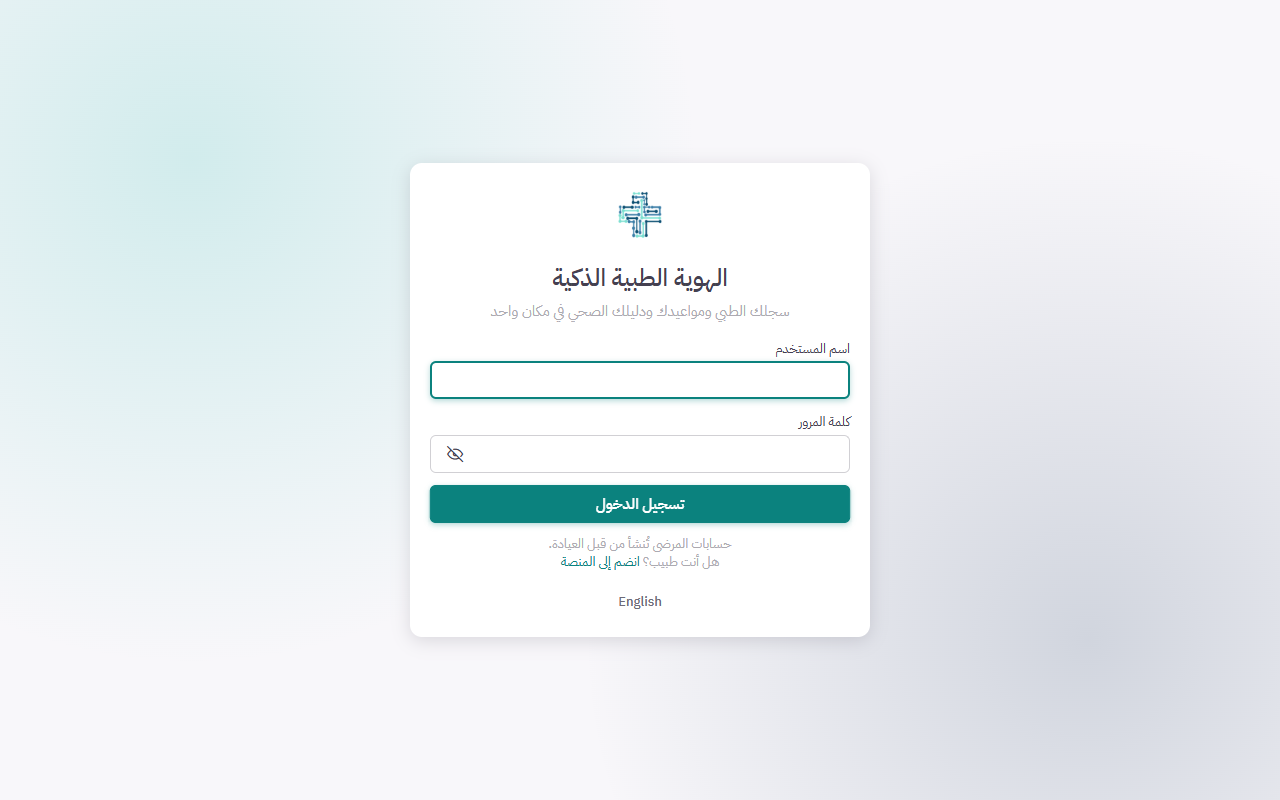 الهوية الطبية الذكية
سجلك الطبي ومواعيدك ودليلك الصحي في مكان واحد
اسم المستخدم
كلمة المرور
تسجيل الدخول
حسابات المرضى تُنشأ من قبل العيادة.
هل أنت طبيب؟ انضم إلى المنصة
English